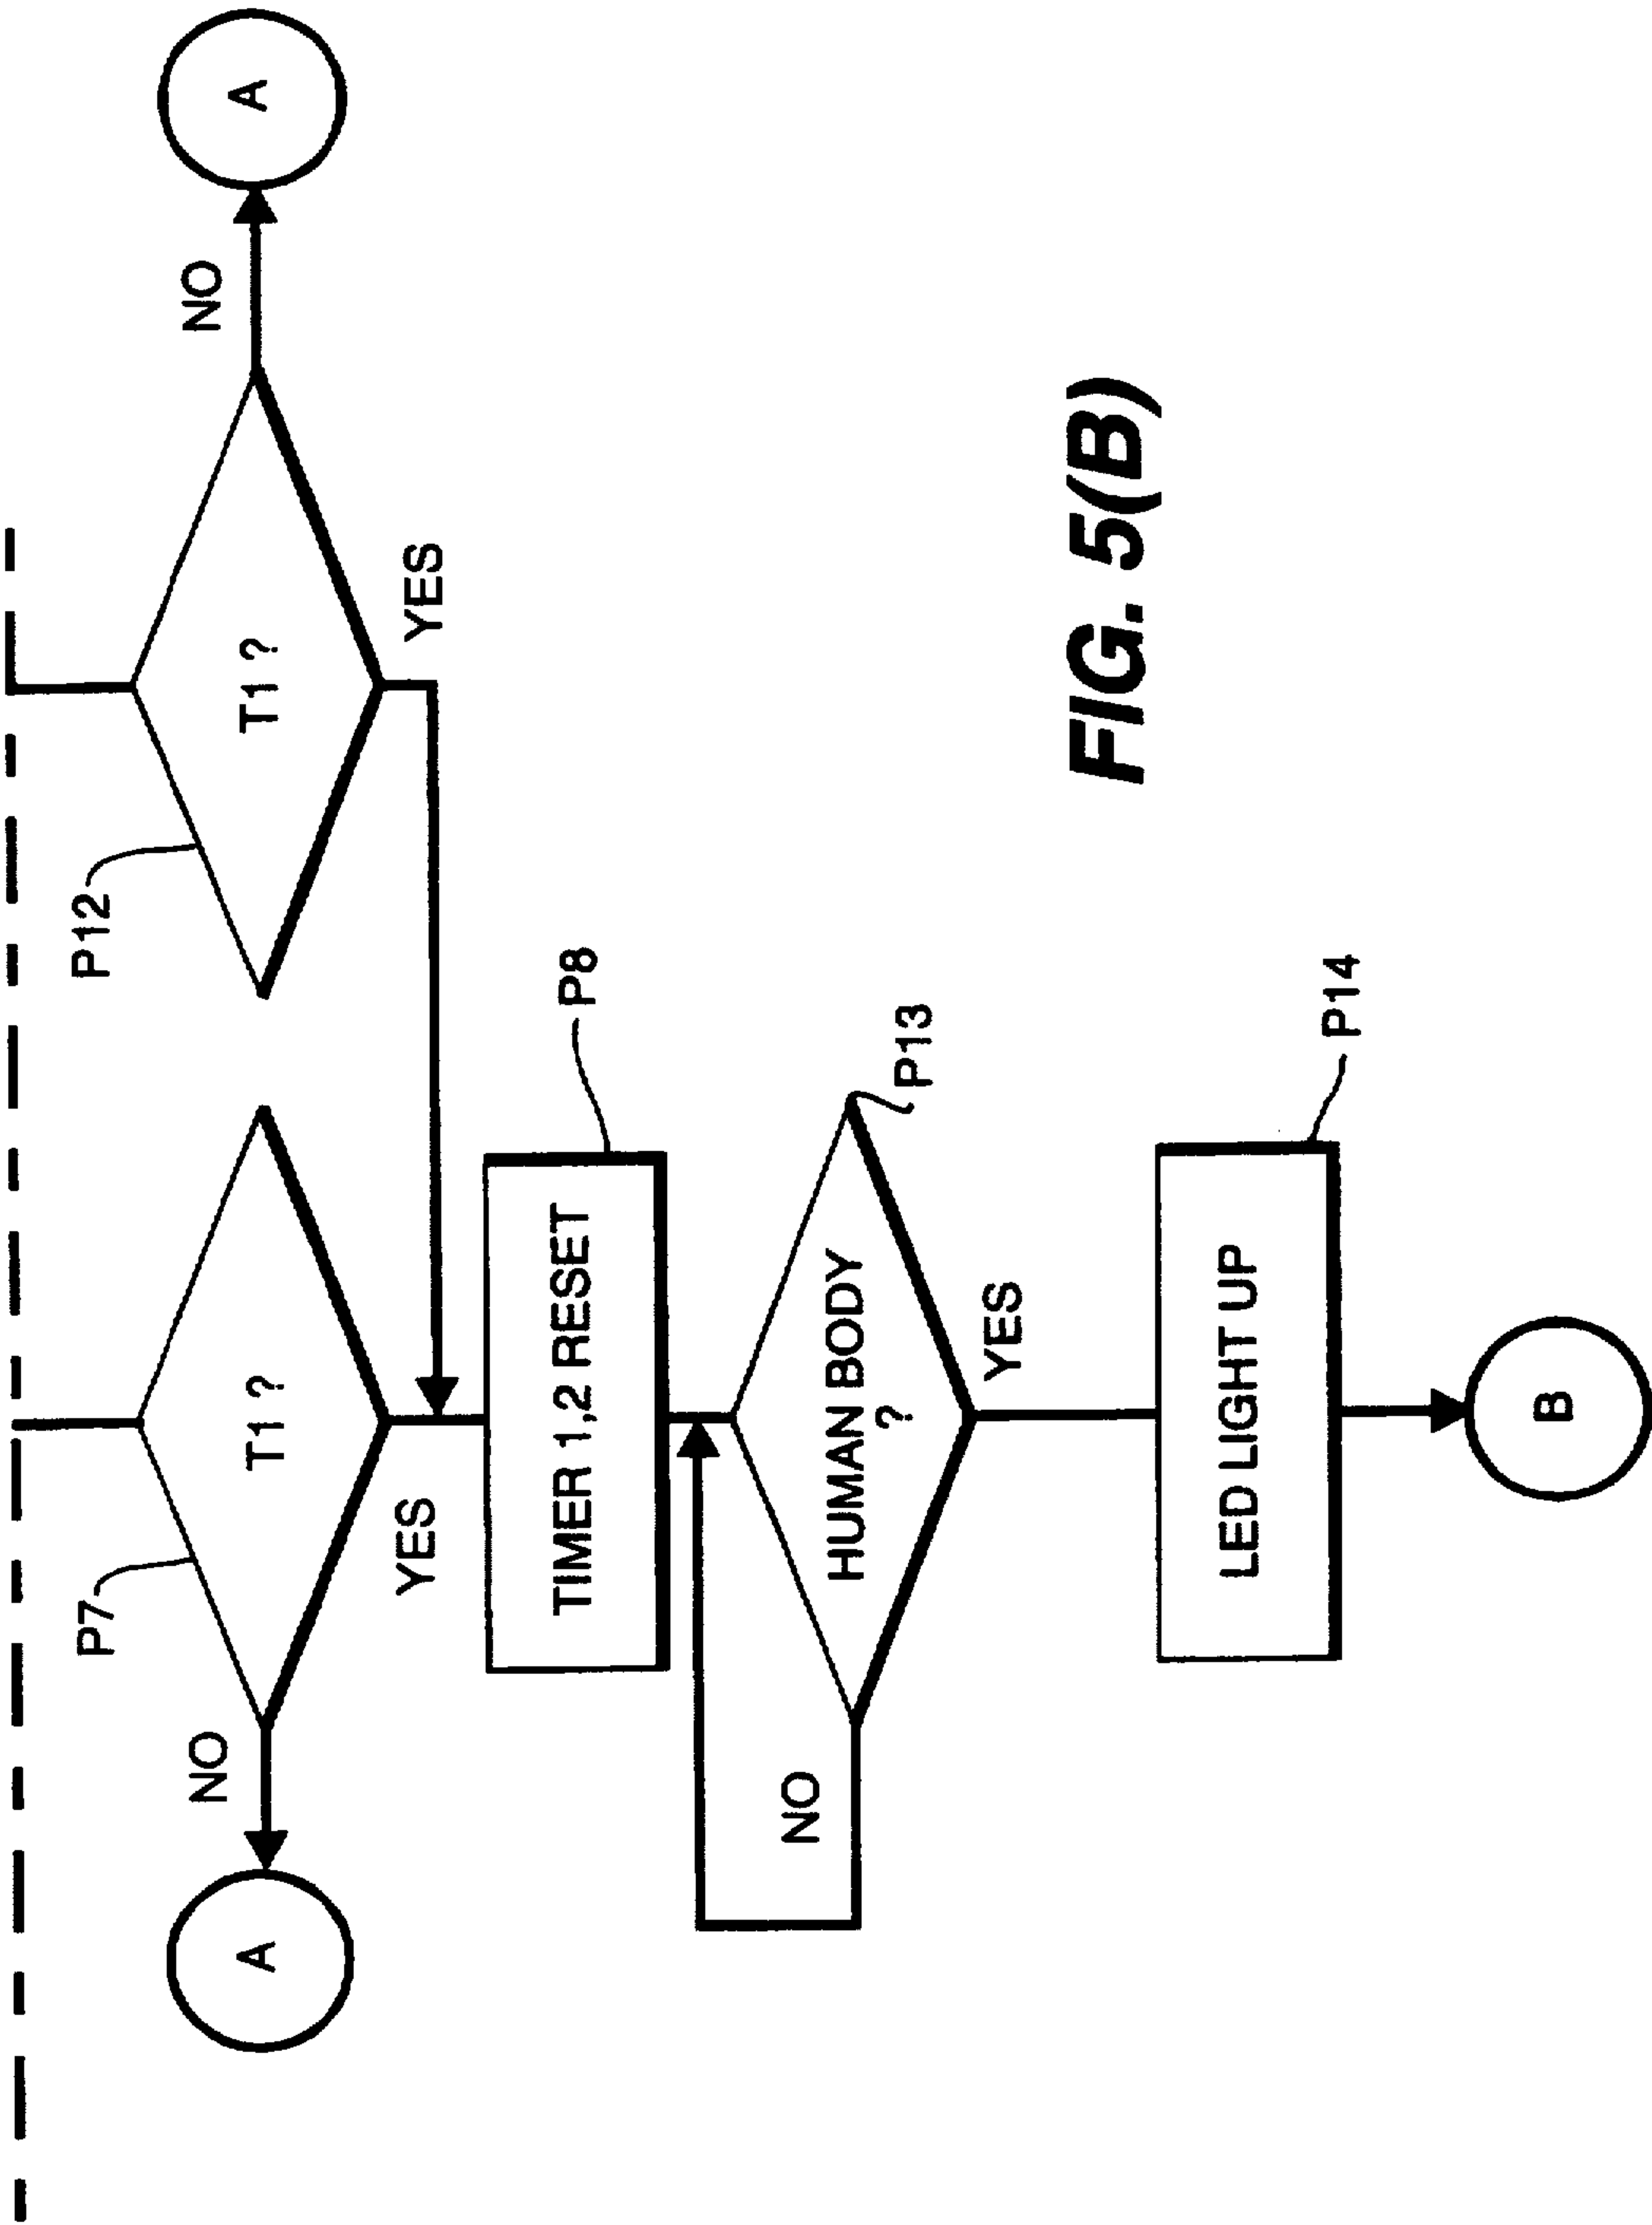 P7
P12
A
NO
T1 ?
T1 ?
NO
A
YES
YES
P8
TIMER 1,2 RESET
P13
NO
HUMAN BODY
?
YES
P14
LED LIGHT UP
B
FIG. 5(B)